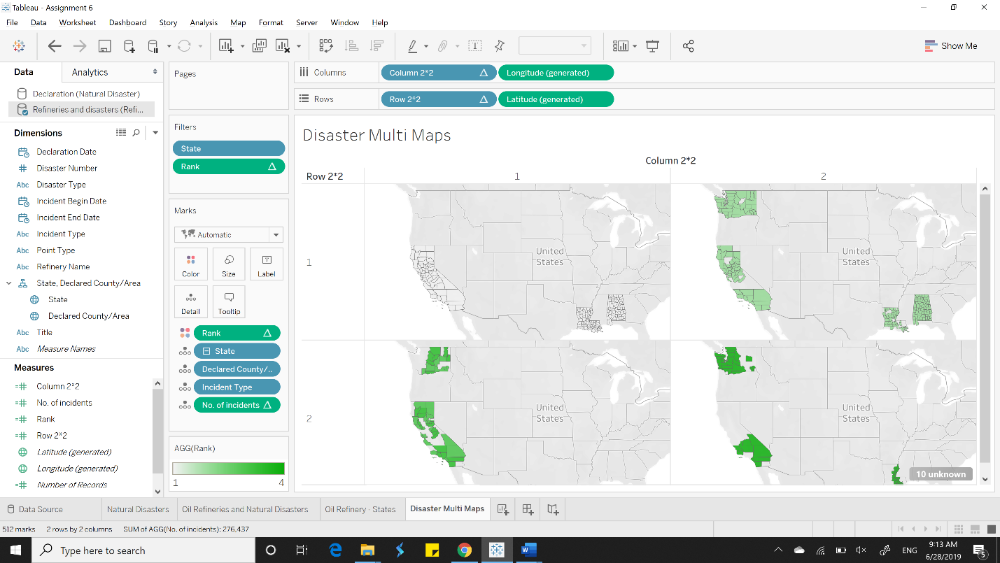 Tableau - Assignment 6
File Data Worksheet Dashboard Story Analysis Map Format Server Window Help
Show Me
Data Analytics
Declaration (Natural Disaster)
Refineries and disasters (Refi...
Dimensions
Declaration Date
# Disaster Number
Abc Disaster Type
Incident Begin Date
Incident End Date
Abc Incident Type
Abc Point Type
Abc Refinery Name
State, Declared County/Area
State
Declared County/Area
Abc Title
Abc Measure Names
Measures
=# Column 2*2
=# No. of incidents
=# Rank
=# Row 2*2
Latitude (generated)
Longitude (generated)
=# Number of Records
Pages
Filters
State
Rank Δ
Marks
Automatic
Color Size Label
Detail Tooltip
Rank Δ
State
Declared County/..
Incident Type
No. of incidents Δ
AGG(Rank)
1 4
Columns Column 2*2 Δ Longitude (generated)
Rows Row 2*2 Δ Latitude (generated)
Disaster Multi Maps
Column 2*2
Row 2*2 1 2
1
United
States
United
States
2
United
States
United
States
10 unknown
Data Source Natural Disasters Oil Refineries and Natural Disasters Oil Refinery - States Disaster Multi Maps
512 marks 2 rows by 2 columns SUM of AGG(No. of incidents): 276,437
Type here to search
ENG
9:13 AM
6/28/2019
5